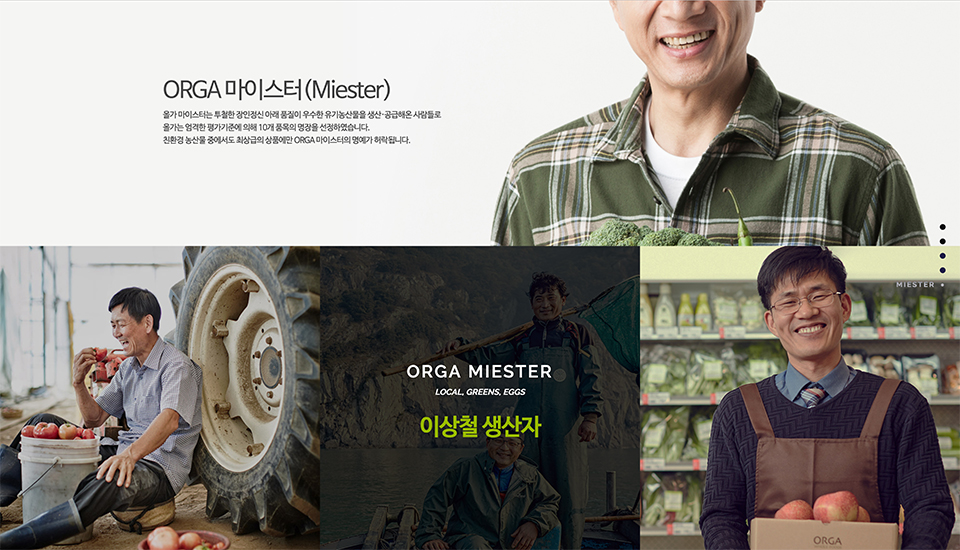 ORGA 마이스터(Miester)
올가 마이스터는 투철한 장인정신 아래 품질이 우수한 유기농산물을 생산·공급해온 사람들로
올가는 엄격한 평가기준에 의해 10개 품목의 명장을 선정하였습니다.
친환경 농산물 중에서도 최상급의 상품에만 ORGA 마이스터의 명예가 허락됩니다.
MIESTER
ORGA MIESTER
LOCAL, GREENS, EGGS
이상철 생산자
ORGA